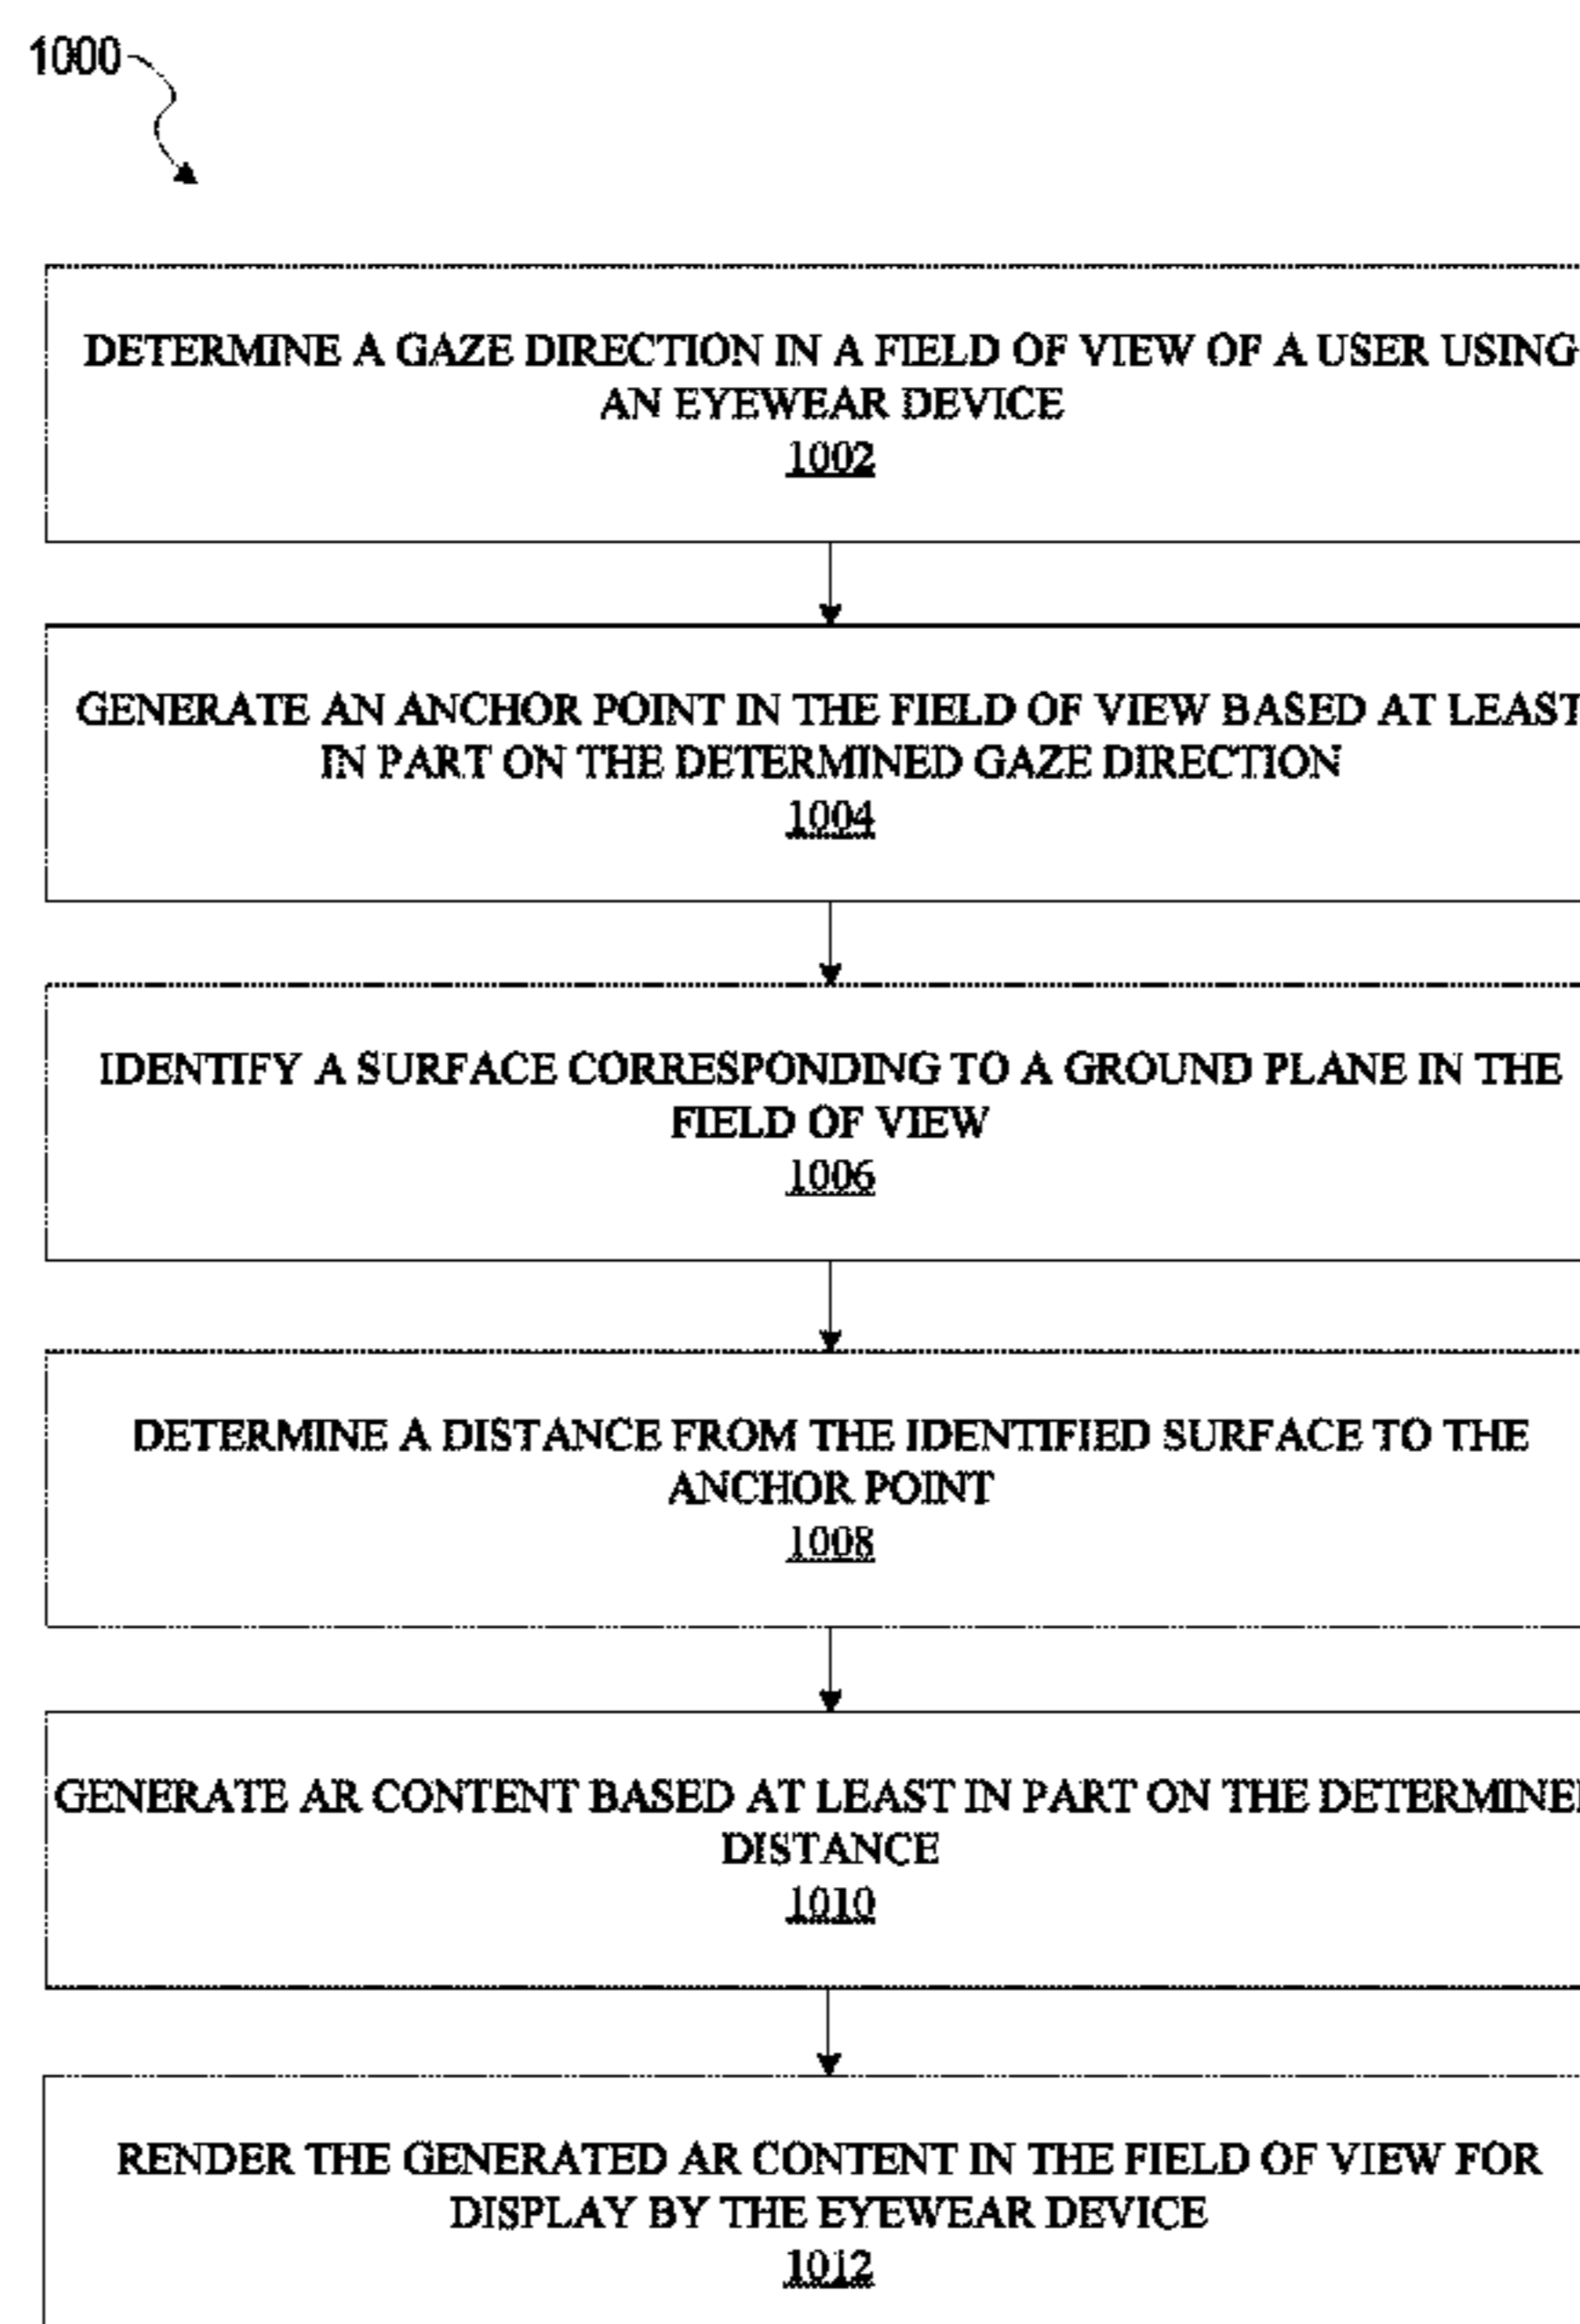 1000
DETERMINE A GAZE DIRECTION IN A FIELD OF VIEW OF A USER USING
AN EYEWEAR DEVICE
1002
GENERATE AN ANCHOR POINT IN THE FIELD OF VIEW BASED AT LEAST
IN PART ON THE DETERMINED GAZE DIRECTION
1004
IDENTIFY A SURFACE CORRESPONDING TO A GROUND PLANE IN THE
FIELD OF VIEW
1006
DETERMINE A DISTANCE FROM THE IDENTIFIED SURFACE TO THE
ANCHOR POINT
1008
GENERATE AR CONTENT BASED AT LEAST IN PART ON THE DETERMINED
DISTANCE
1010
RENDER THE GENERATED AR CONTENT IN THE FIELD OF VIEW FOR
DISPLAY BY THE EYEWEAR DEVICE
1012